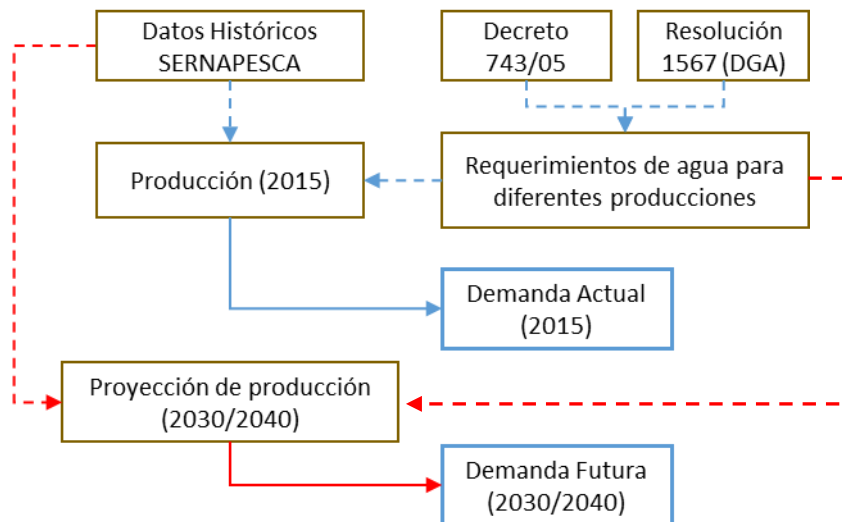 Datos Históricos
SERNAPESCA
Decreto
743/05
Resolución
1567 (DGA)
Producción (2015)
Requerimientos de agua para
diferentes producciones
Demanda Actual
(2015)
Proyección de producción
(2030/2040)
Demanda Futura
(2030/2040)